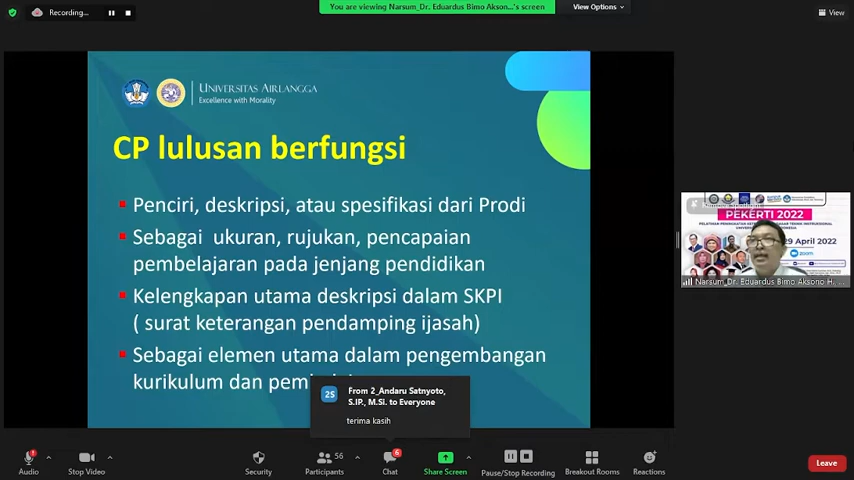 Recording...
You are viewing Narsum_Dr. Eduardus Bimo Akson...'s screen
View Options
View
UNIVERSITAS AIRLANGGA
Excellence with Morality
CP lulusan berfungsi
Penciri, deskripsi, atau spesifikasi dari Prodi
Sebagai ukuran, rujukan, pencapaian
pembelajaran pada jenjang pendidikan
Kelengkapan utama deskripsi dalam SKPI
( surat keterangan pendamping ijasah)
Sebagai elemen utama dalam pengembangan
kurikulum dan
PEKERTI 2022
29 April 2022
zoom
Narsum_Dr. Eduardus Bimo Aksono H...
2S
From 2_Andaru Satnyoto,
S.IP., M.Si. to Everyone
terima kasih
Audio
Stop Video
Security
Participants
56
Chat
6
Share Screen
Pause/Stop Recording
Breakout Rooms
Reactions
Leave